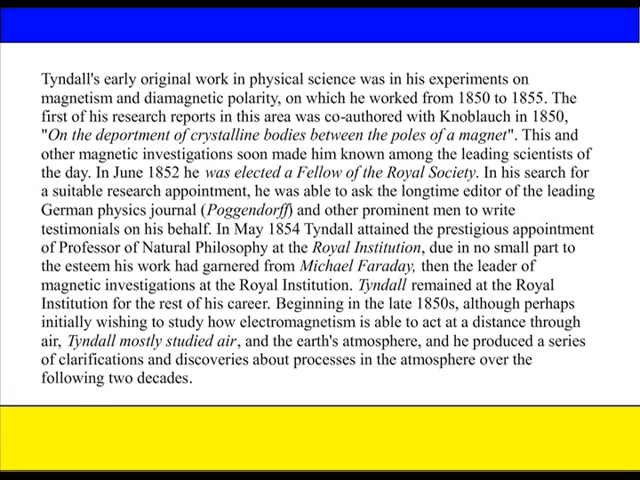 Tyndall's early original work in physical science was in his experiments on
magnetism and diamagnetic polarity, on which he worked from 1850 to 1855. The
first of his research reports in this area was co-authored with Knoblauch in 1850,
"On the deportment of crystalline bodies between the poles of a magnet". This and
other magnetic investigations soon made him known among the leading scientists of
the day. In June 1852 he was elected a Fellow of the Royal Society. In his search for
a suitable research appointment, he was able to ask the longtime editor of the leading
German physics journal (Poggendorff) and other prominent men to write
testimonials on his behalf. In May 1854 Tyndall attained the prestigious appointment
of Professor of Natural Philosophy at the Royal Institution, due in no small part to
the esteem his work had garnered from Michael Faraday, then the leader of
magnetic investigations at the Royal Institution. Tyndall remained at the Royal
Institution for the rest of his career. Beginning in the late 1850s, although perhaps
initially wishing to study how electromagnetism is able to act at a distance through
air, Tyndall mostly studied air, and the earth's atmosphere, and he produced a series
of clarifications and discoveries about processes in the atmosphere over the
following two decades.